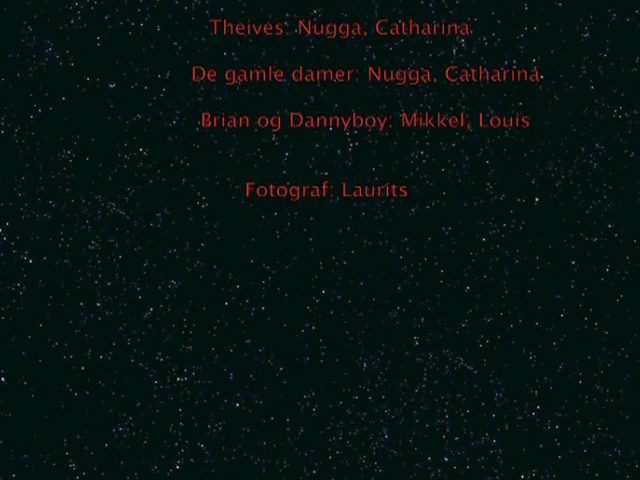 Theives: Nugga, Catharina
De gamle damer: Nugga, Catharina
Brian og Dannyboy: Mikkel, Louis
Fotograf: Laurits